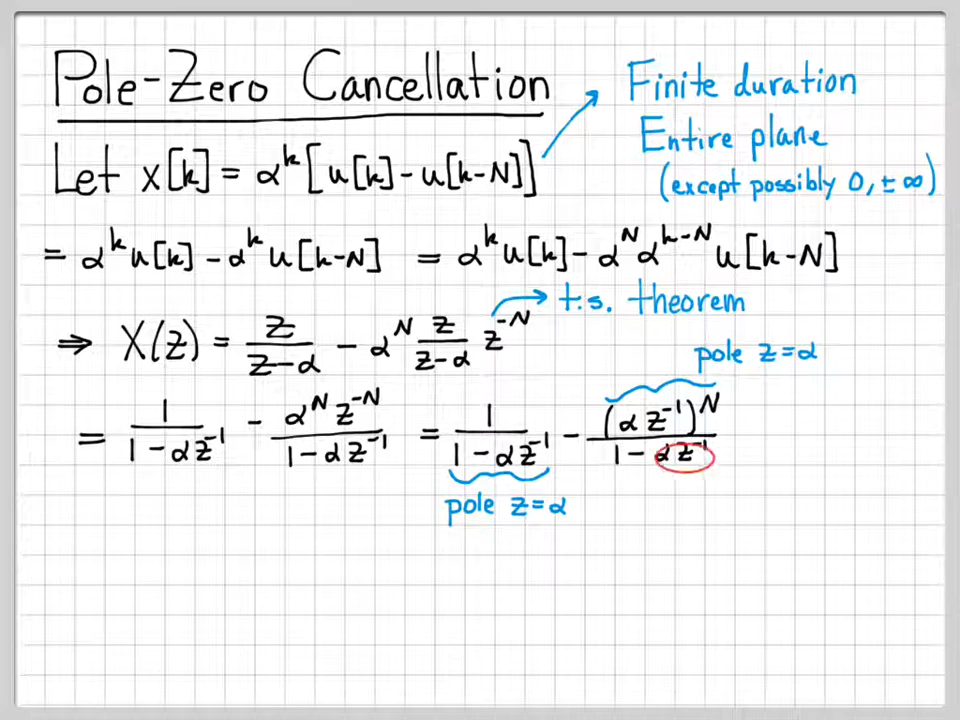 Pole-Zero Cancellation
Finite duration
Entire plane
(except possibly 0, ± ∞)
Let x[k] = α^k [u[k] - u[k-N]]
= α^k u[k] - α^k u[k-N] = α^k u[k] - α^N α^{k-N} u[k-N]
t.s. theorem
⇒ X(z) = z/(z-α) - α^N z/(z-α) z^{-N}
pole z=α
= 1/(1-αz^{-1}) - α^N z^{-N}/(1-αz^{-1}) = 1/(1-αz^{-1}) - (αz^{-1})^N/(1-αz^{-1})
pole z=α